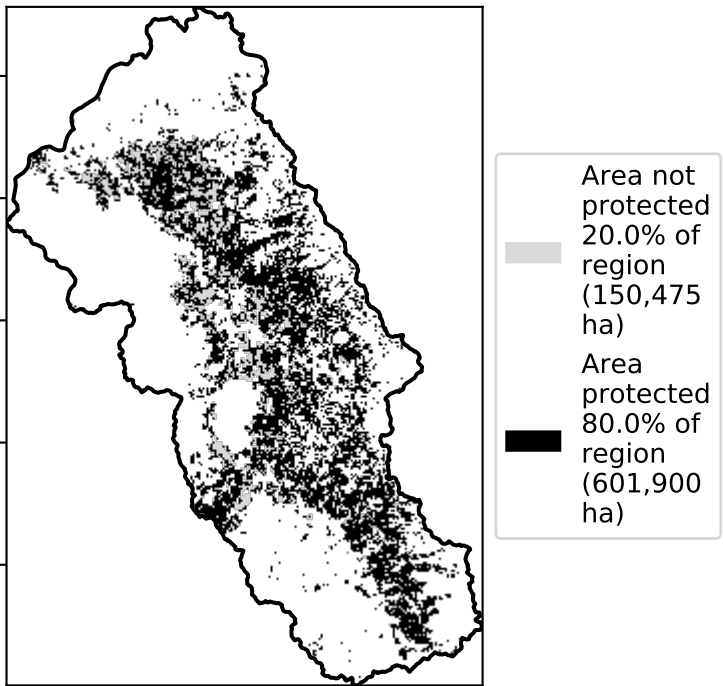 Area not
protected
20.0% of
region
(150,475
ha)
Area
protected
80.0% of
region
(601,900
ha)